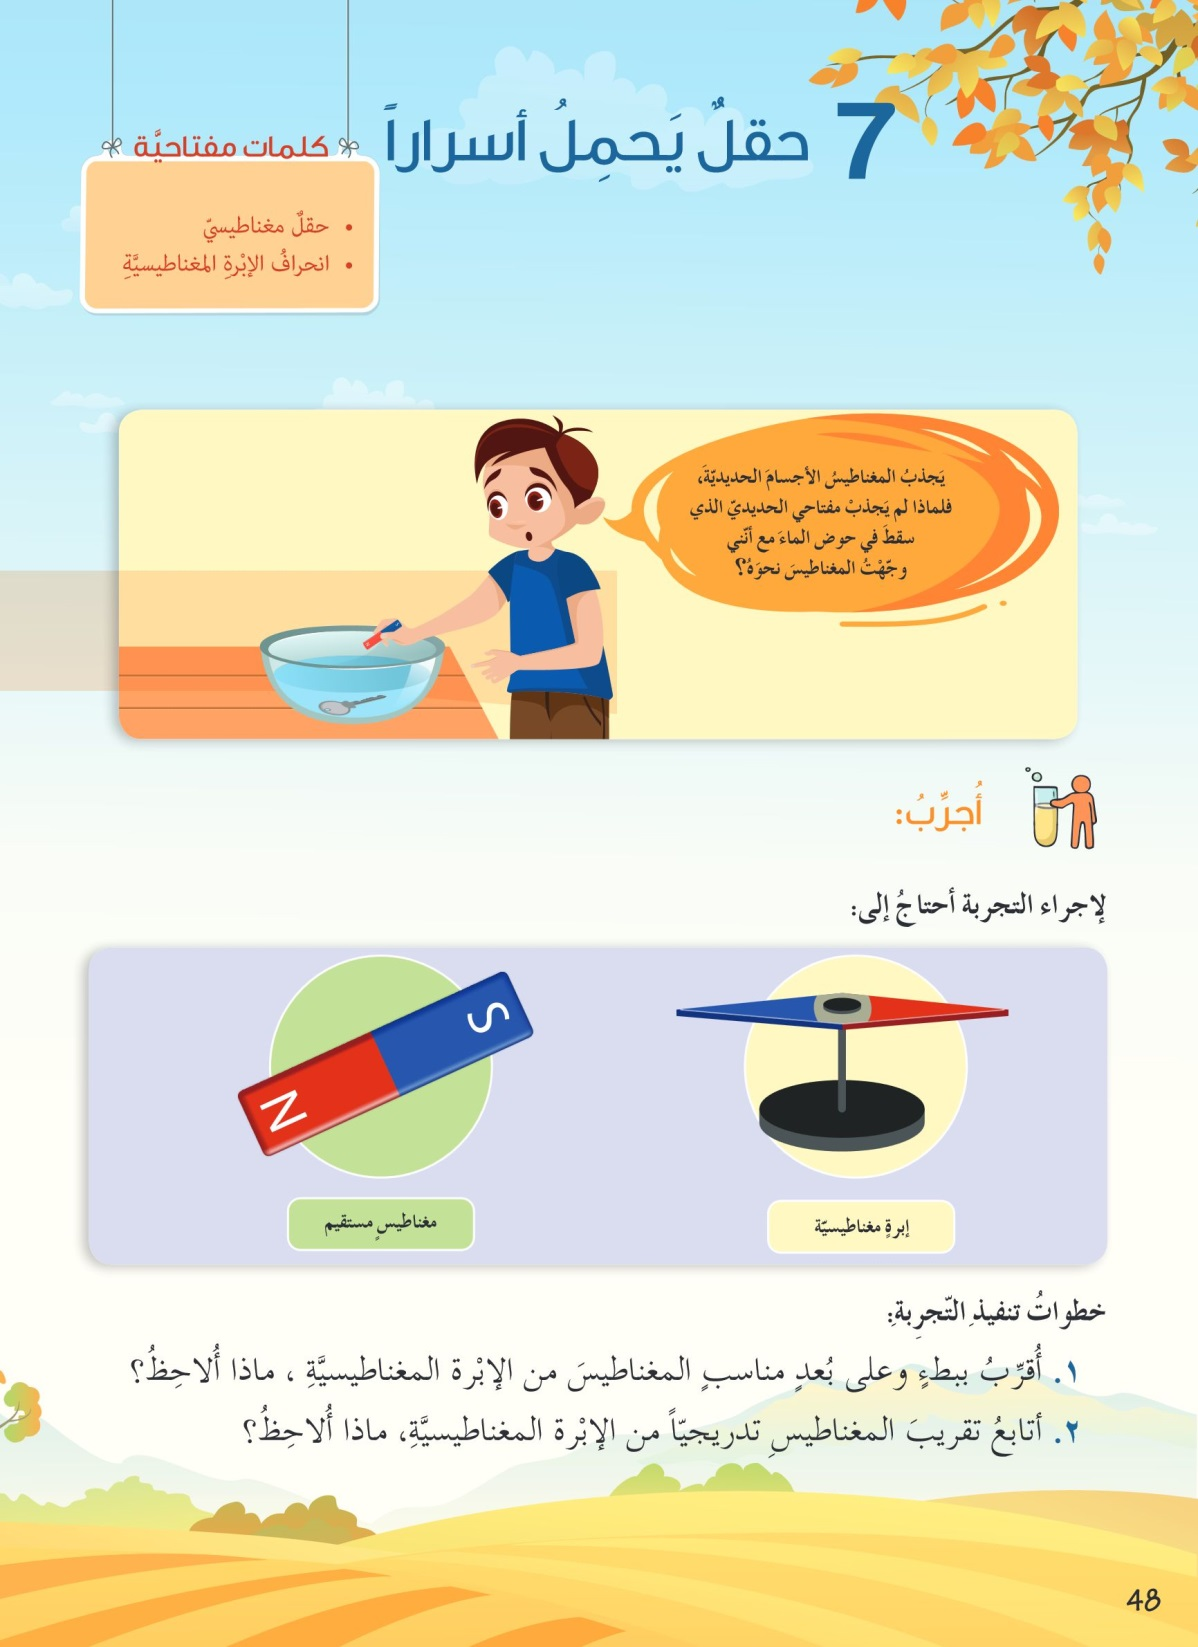 7 حقلٌ يَحمِلُ أسراراً
كلمات مفتاحيَّة
• حقلٌ مغناطيسيّ
• انحرافُ الإبْرةِ المغناطيسيَّةِ
يَجذبُ المغناطيسُ الأجسامَ الحديديّةَ،
فلماذا لم يَجذبْ مفتاحي الحديديّ الذي
سقطَ في حوض الماءَ مع أنّني
وجّهْتُ المغناطيسَ نحوَهُ؟
أُجرِّبُ:
لإجراء التجربة أحتاجُ إلى:
S
N
إبرةٍ مغناطيسيّة
مغناطيسٍ مستقيم
خطواتُ تنفيذِ التّجرِبةِ:
١. أُقرِّبُ ببطءٍ وعلى بُعدٍ مناسبٍ المغناطيسَ من الإبْرة المغناطيسيَّةِ ، ماذا أُلاحِظُ؟
٢. أتابعُ تقريبَ المغناطيسِ تدريجيّاً من الإبْرة المغناطيسيَّةِ، ماذا أُلاحِظُ؟
48